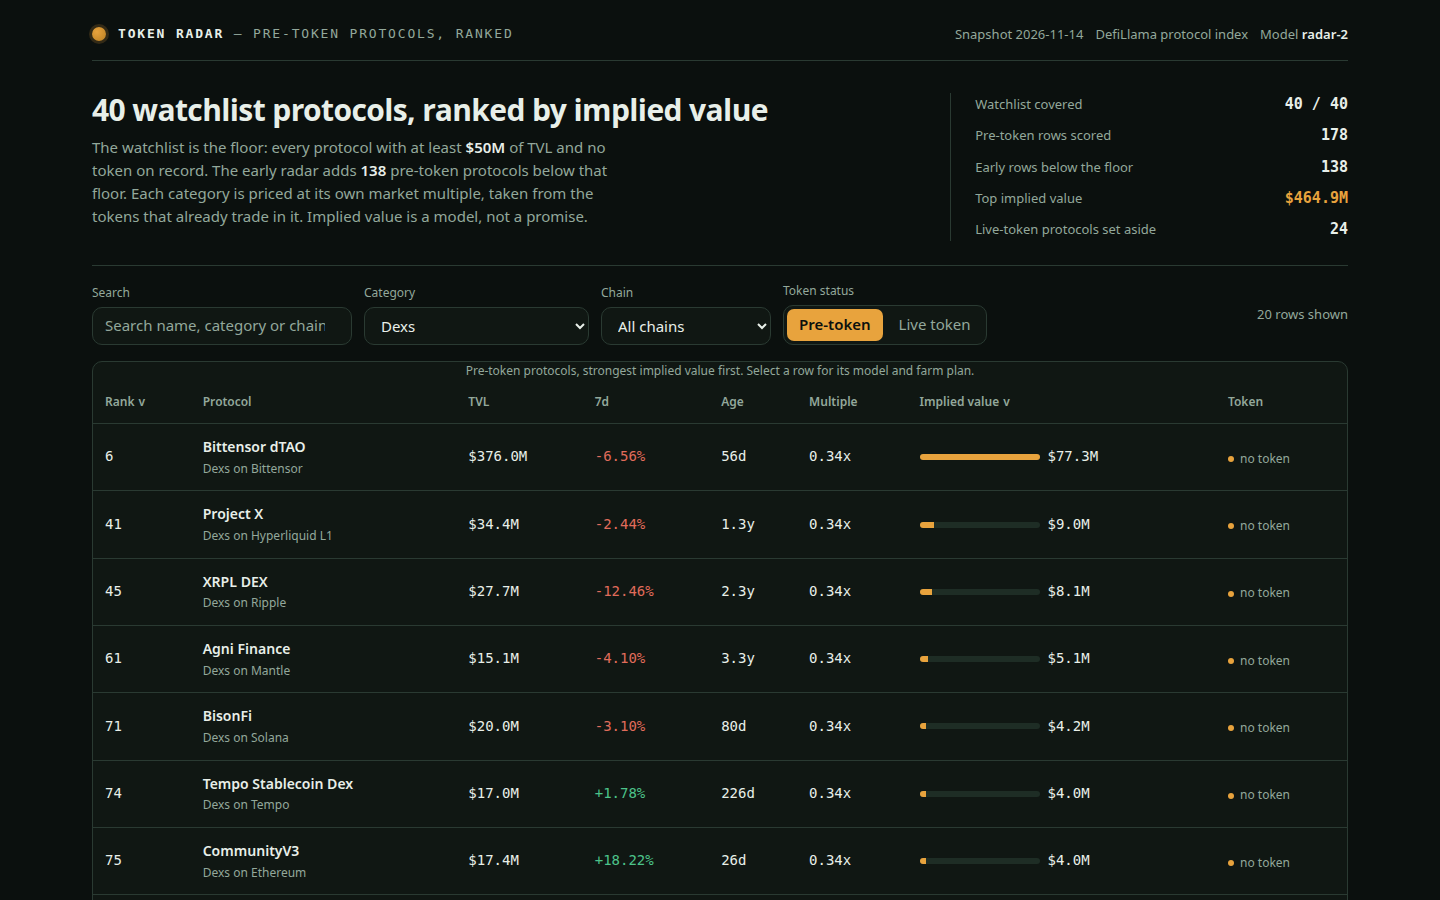 TOKEN RADAR — PRE-TOKEN PROTOCOLS, RANKED
Snapshot 2026-11-14 DefiLlama protocol index Model radar-2
40 watchlist protocols, ranked by implied value
The watchlist is the floor: every protocol with at least $50M of TVL and no
token on record. The early radar adds 138 pre-token protocols below that
floor. Each category is priced at its own market multiple, taken from the
tokens that already trade in it. Implied value is a model, not a promise.
Watchlist covered 40 / 40
Pre-token rows scored 178
Early rows below the floor 138
Top implied value $464.9M
Live-token protocols set aside 24
Search Category Chain Token status
Search name, category or chain Dexs All chains Pre-token Live token 20 rows shown
Pre-token protocols, strongest implied value first. Select a row for its model and farm plan.
Rank v Protocol TVL 7d Age Multiple Implied value v Token
6 Bittensor dTAO $376.0M -6.56% 56d 0.34x $77.3M no token
Dexs on Bittensor
41 Project X $34.4M -2.44% 1.3y 0.34x $9.0M no token
Dexs on Hyperliquid L1
45 XRPL DEX $27.7M -12.46% 2.3y 0.34x $8.1M no token
Dexs on Ripple
61 Agni Finance $15.1M -4.10% 3.3y 0.34x $5.1M no token
Dexs on Mantle
71 BisonFi $20.0M -3.10% 80d 0.34x $4.2M no token
Dexs on Solana
74 Tempo Stablecoin Dex $17.0M +1.78% 226d 0.34x $4.0M no token
Dexs on Tempo
75 CommunityV3 $17.4M +18.22% 26d 0.34x $4.0M no token
Dexs on Ethereum